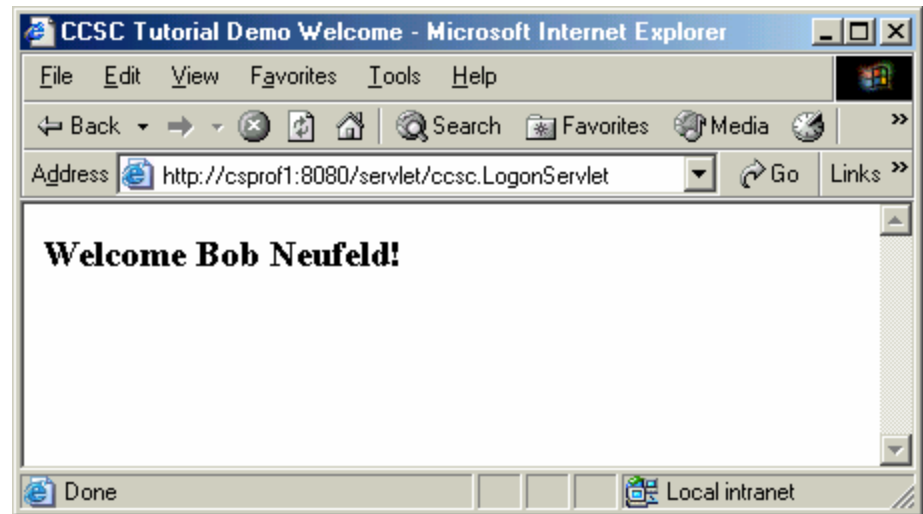 CCSC Tutorial Demo Welcome - Microsoft Internet Explorer
File Edit View Favorites Tools Help
Back Search Favorites Media »
Address http://csprof1:8080/servlet/ccsc.LogonServlet Go Links »
Welcome Bob Neufeld!
Done Local intranet